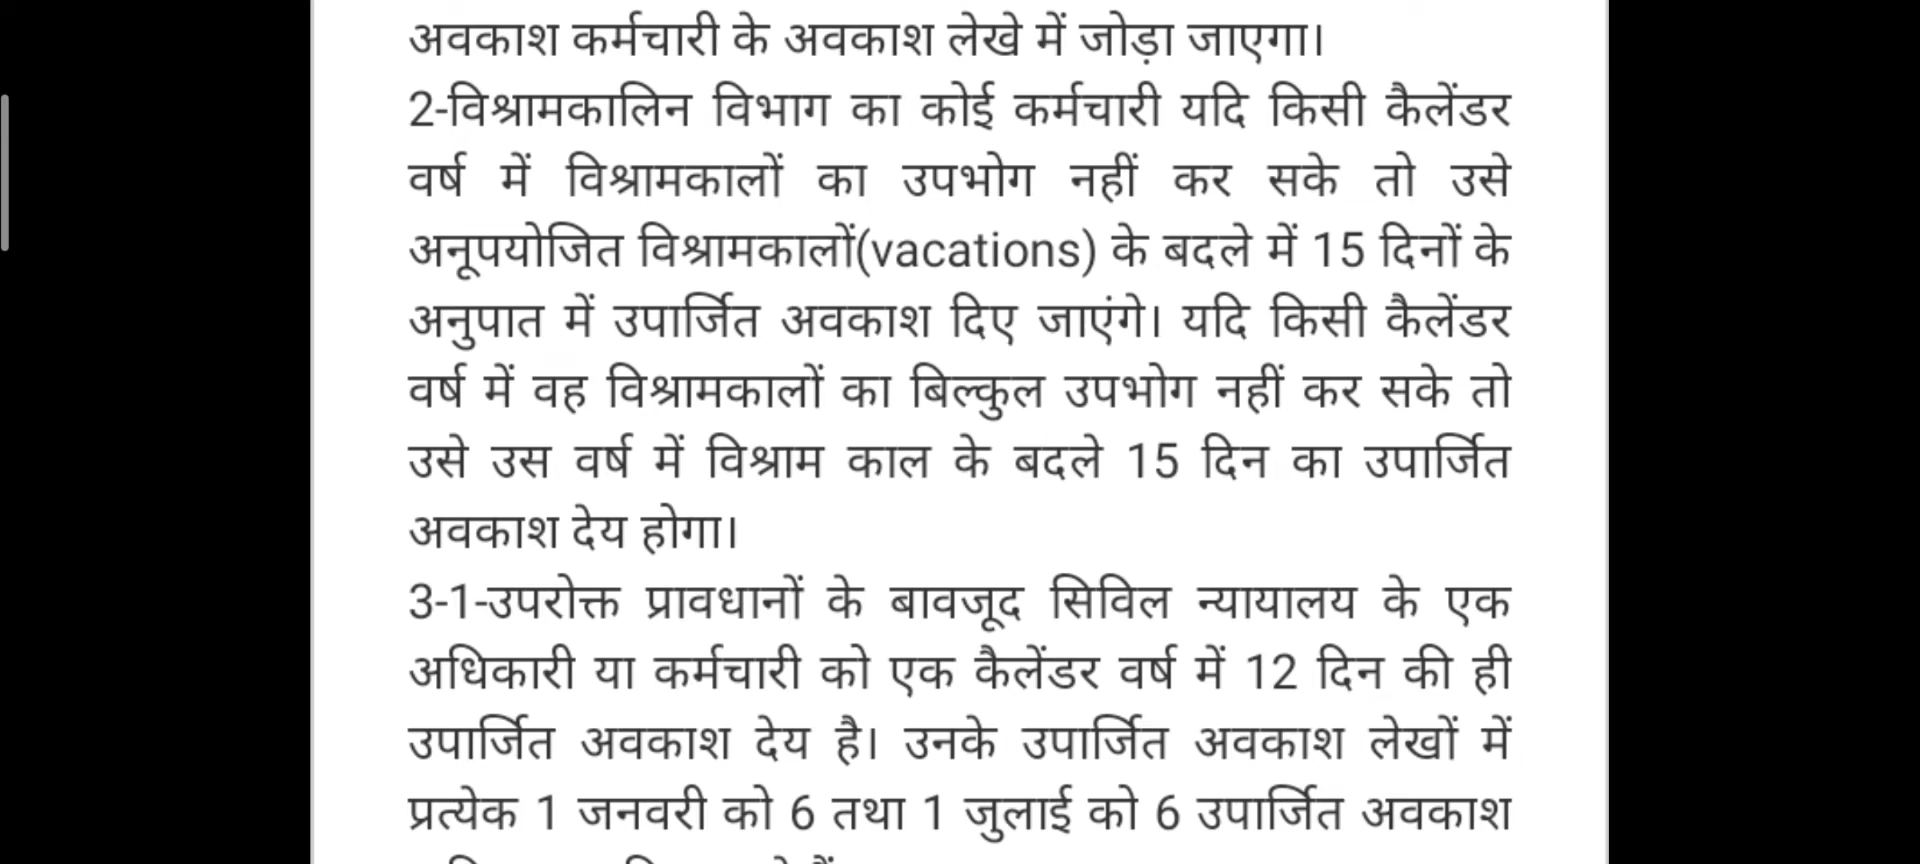 अवकाश कर्मचारी के अवकाश लेखे में जोड़ा जाएगा।
2-विश्रामकालिन विभाग का कोई कर्मचारी यदि किसी कैलेंडर
वर्ष में विश्रामकालों का उपभोग नहीं कर सके तो उसे
अनूपयोजित विश्रामकालों(vacations) के बदले में 15 दिनों के
अनुपात में उपार्जित अवकाश दिए जाएंगे। यदि किसी कैलेंडर
वर्ष में वह विश्रामकालों का बिल्कुल उपभोग नहीं कर सके तो
उसे उस वर्ष में विश्राम काल के बदले 15 दिन का उपार्जित
अवकाश देय होगा।
3-1-उपरोक्त प्रावधानों के बावजूद सिविल न्यायालय के एक
अधिकारी या कर्मचारी को एक कैलेंडर वर्ष में 12 दिन की ही
उपार्जित अवकाश देय है। उनके उपार्जित अवकाश लेखों में
प्रत्येक 1 जनवरी को 6 तथा 1 जुलाई को 6 उपार्जित अवकाश